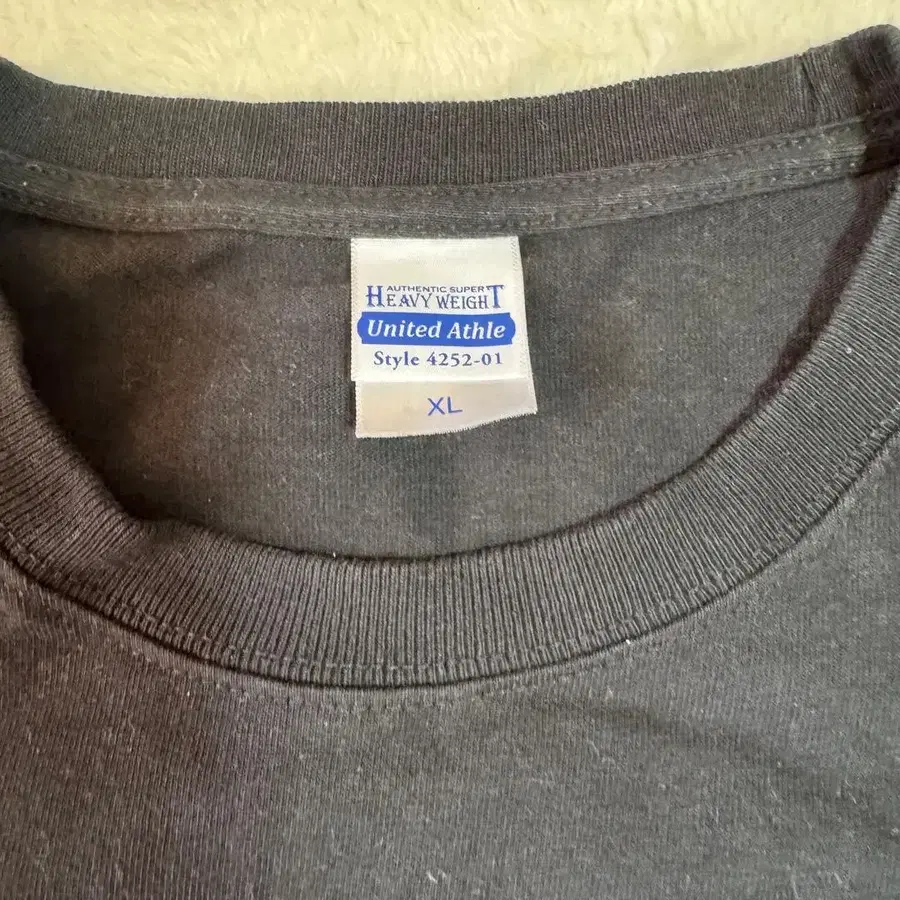 AUTHENTIC SUPER
HEAVY WEIGHT
United Athle
Style 4252-01
XL